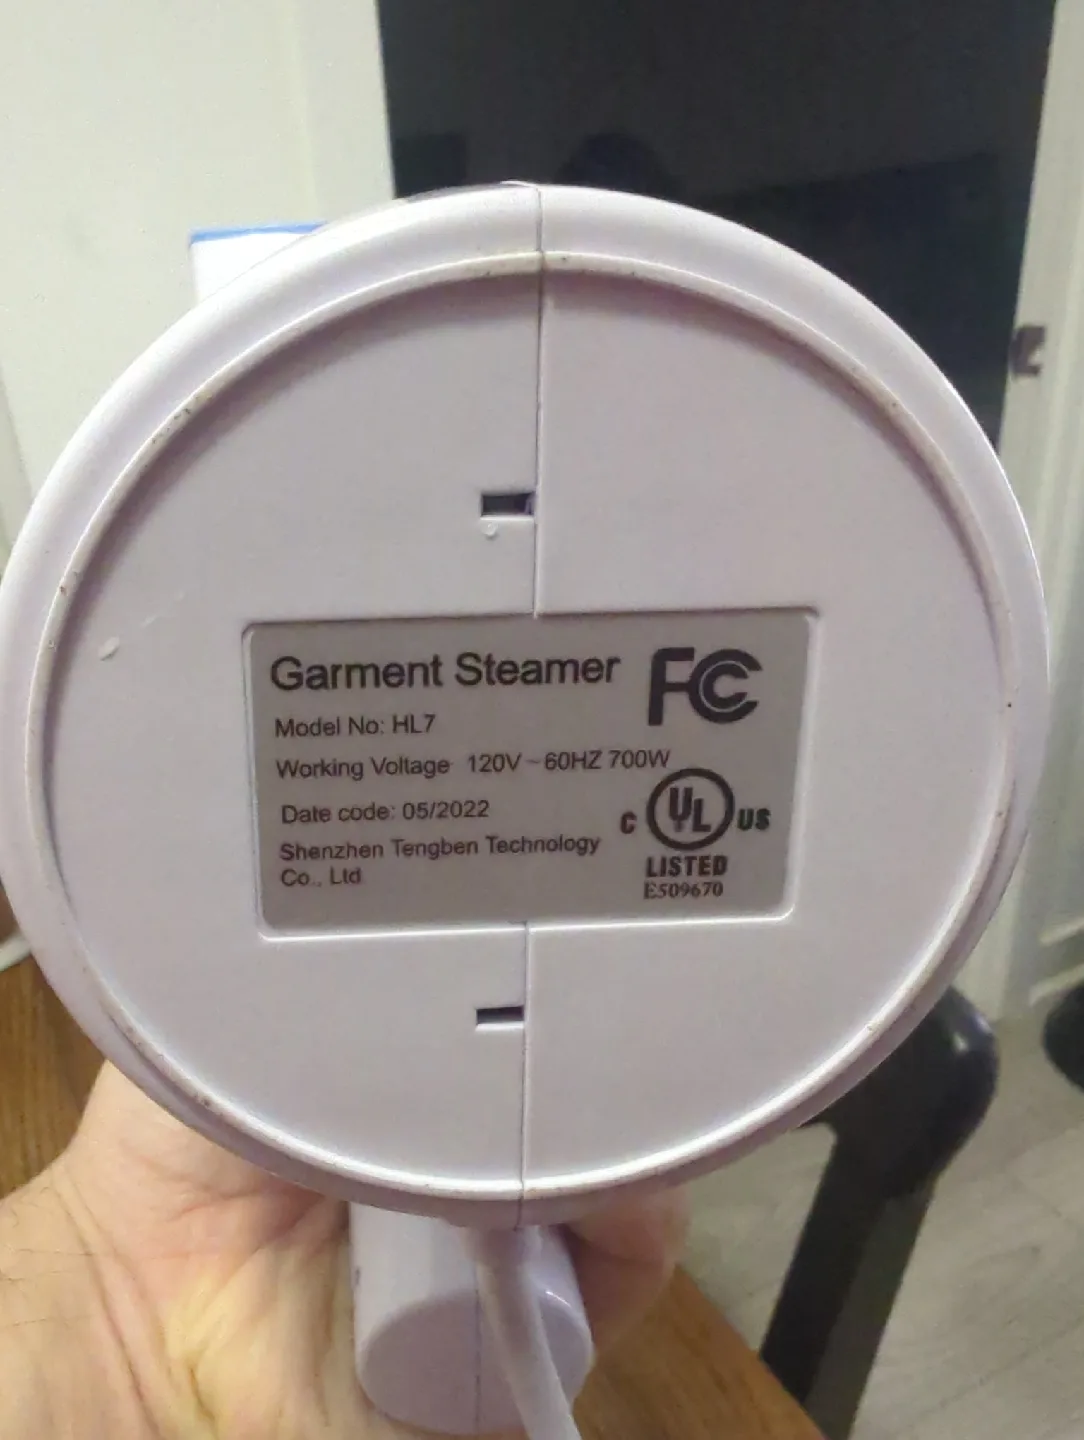 Garment Steamer
FC
Model No: HL7
Working Voltage 120V ~ 60HZ 700W
Date code: 05/2022
Shenzhen Tengben Technology
Co., Ltd
C UL US
LISTED
E509670